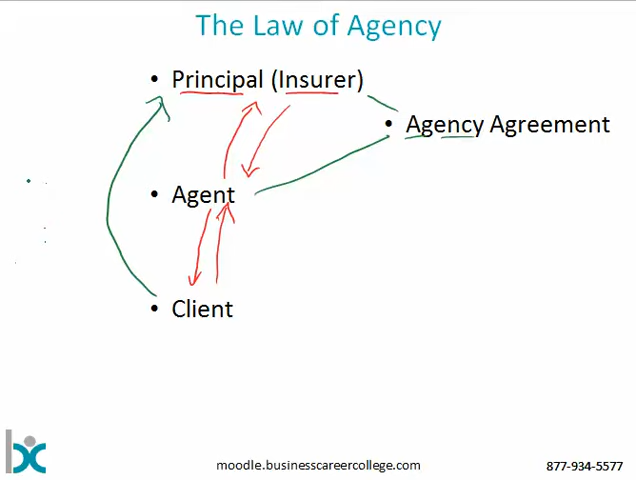 The Law of Agency
• Principal (Insurer)
• Agency Agreement
• Agent
• Client
moodle.businesscareercollege.com
877-934-5577